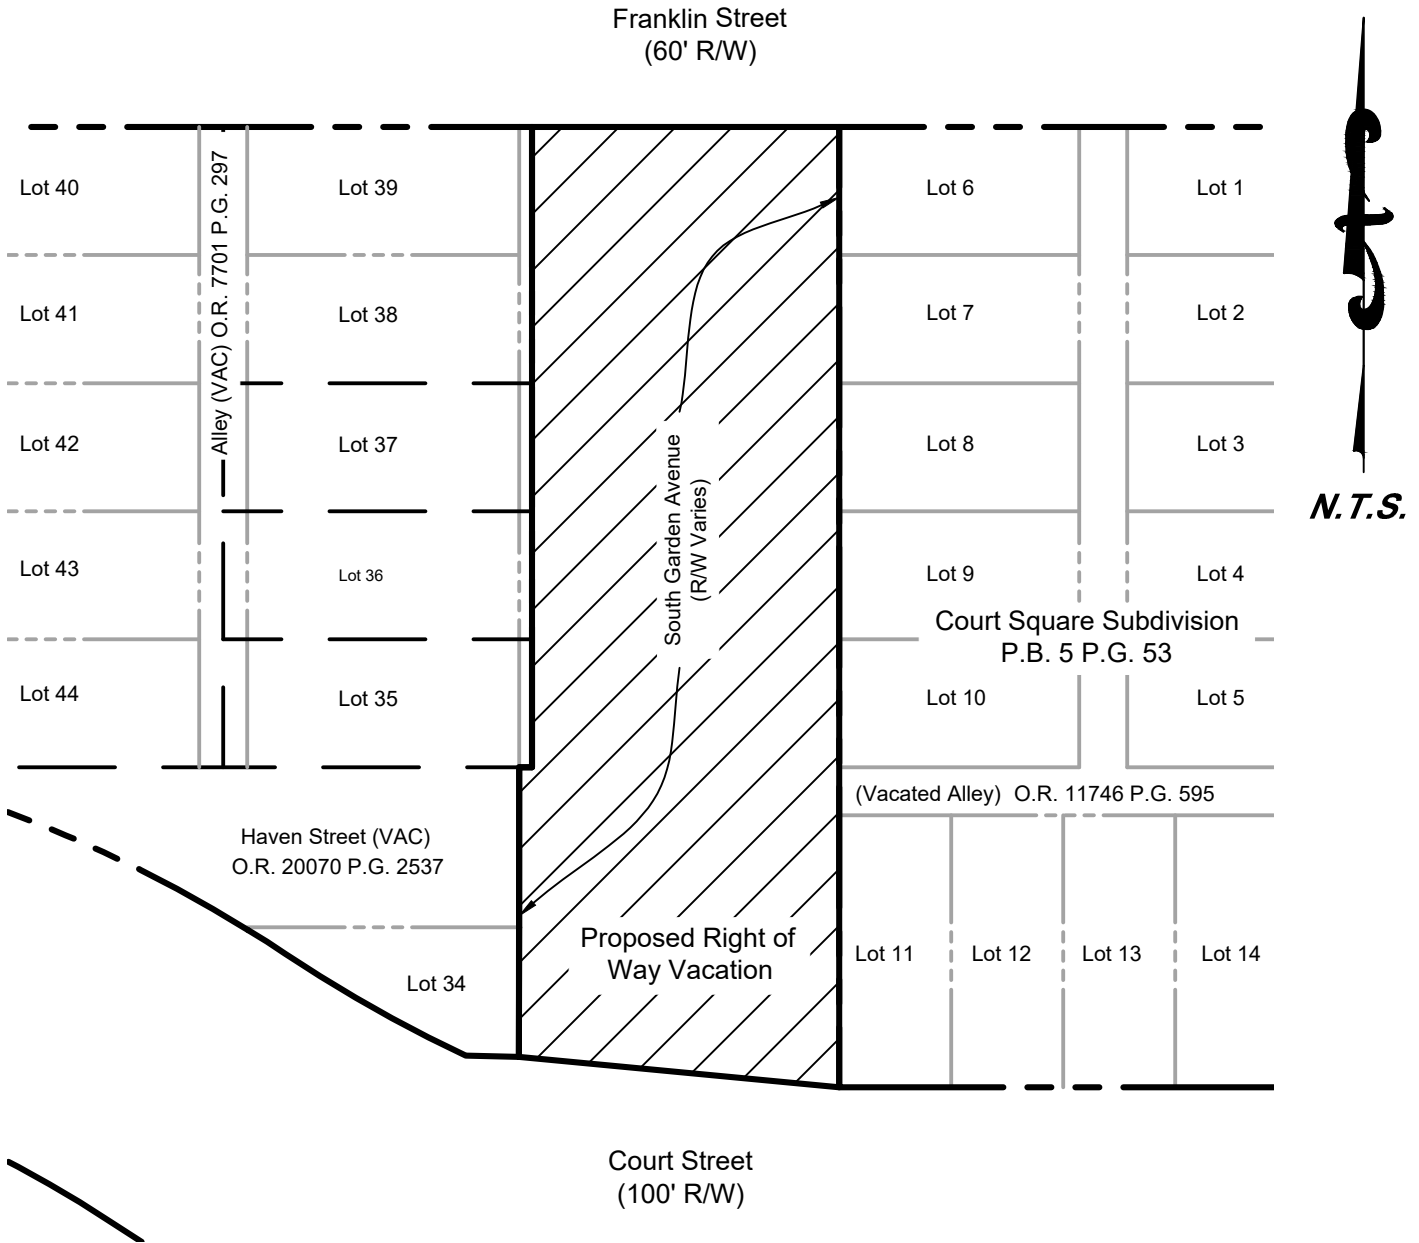 Franklin Street
(60' R/W)
Lot 40
Alley (VAC) O.R. 7701 P.G. 297
Lot 39
Lot 6
Lot 1
Lot 41
Lot 38
Lot 7
Lot 2
Lot 42
Lot 37
South Garden Avenue
(R/W Varies)
Lot 8
Lot 3
N.T.S.
Lot 43
Lot 36
Lot 9
Lot 4
Court Square Subdivision
P.B. 5 P.G. 53
Lot 44
Lot 35
Lot 10
Lot 5
(Vacated Alley) O.R. 11746 P.G. 595
Haven Street (VAC)
O.R. 20070 P.G. 2537
Proposed Right of
Way Vacation
Lot 34
Lot 11
Lot 12
Lot 13
Lot 14
Court Street
(100' R/W)